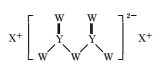 W W 2−
X+ Y Y X+
W W W